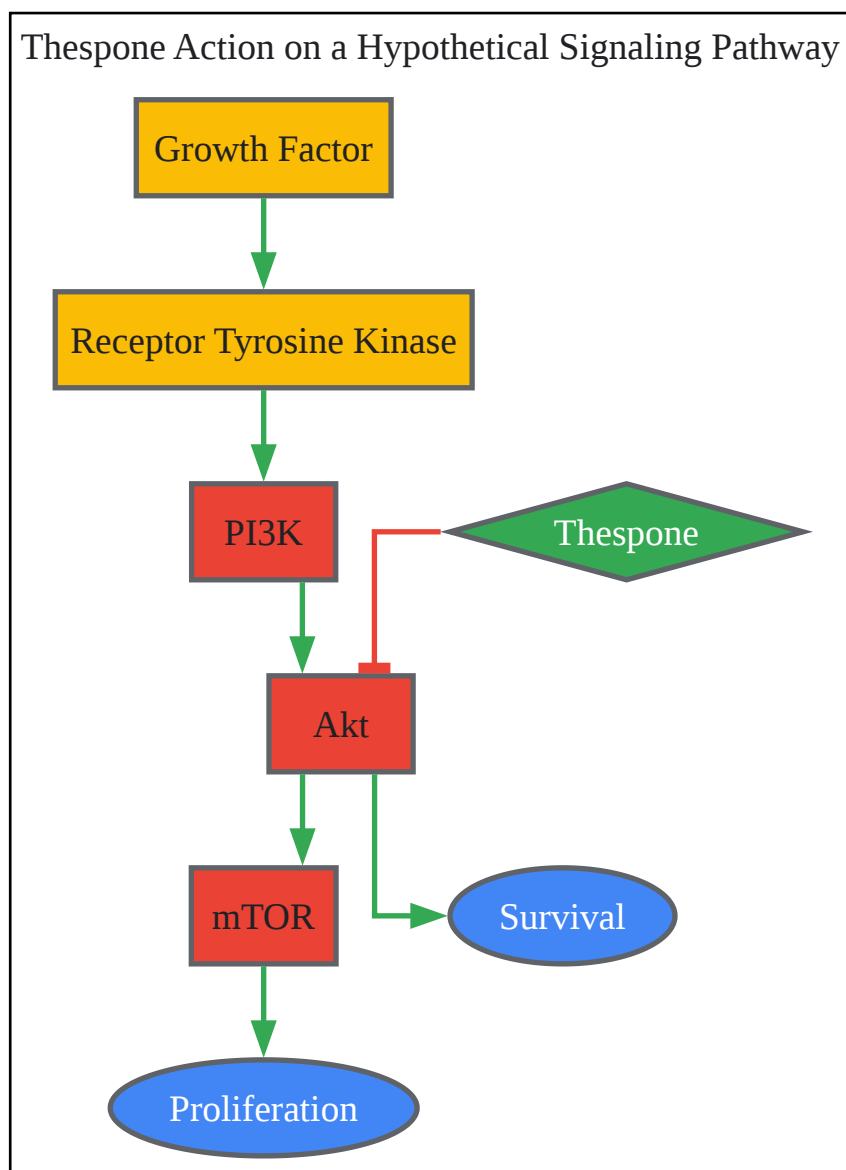 Thespone Action on a Hypothetical Signaling Pathway
Growth Factor
Receptor Tyrosine Kinase
PI3K
Thespone
Akt
mTOR
Survival
Proliferation